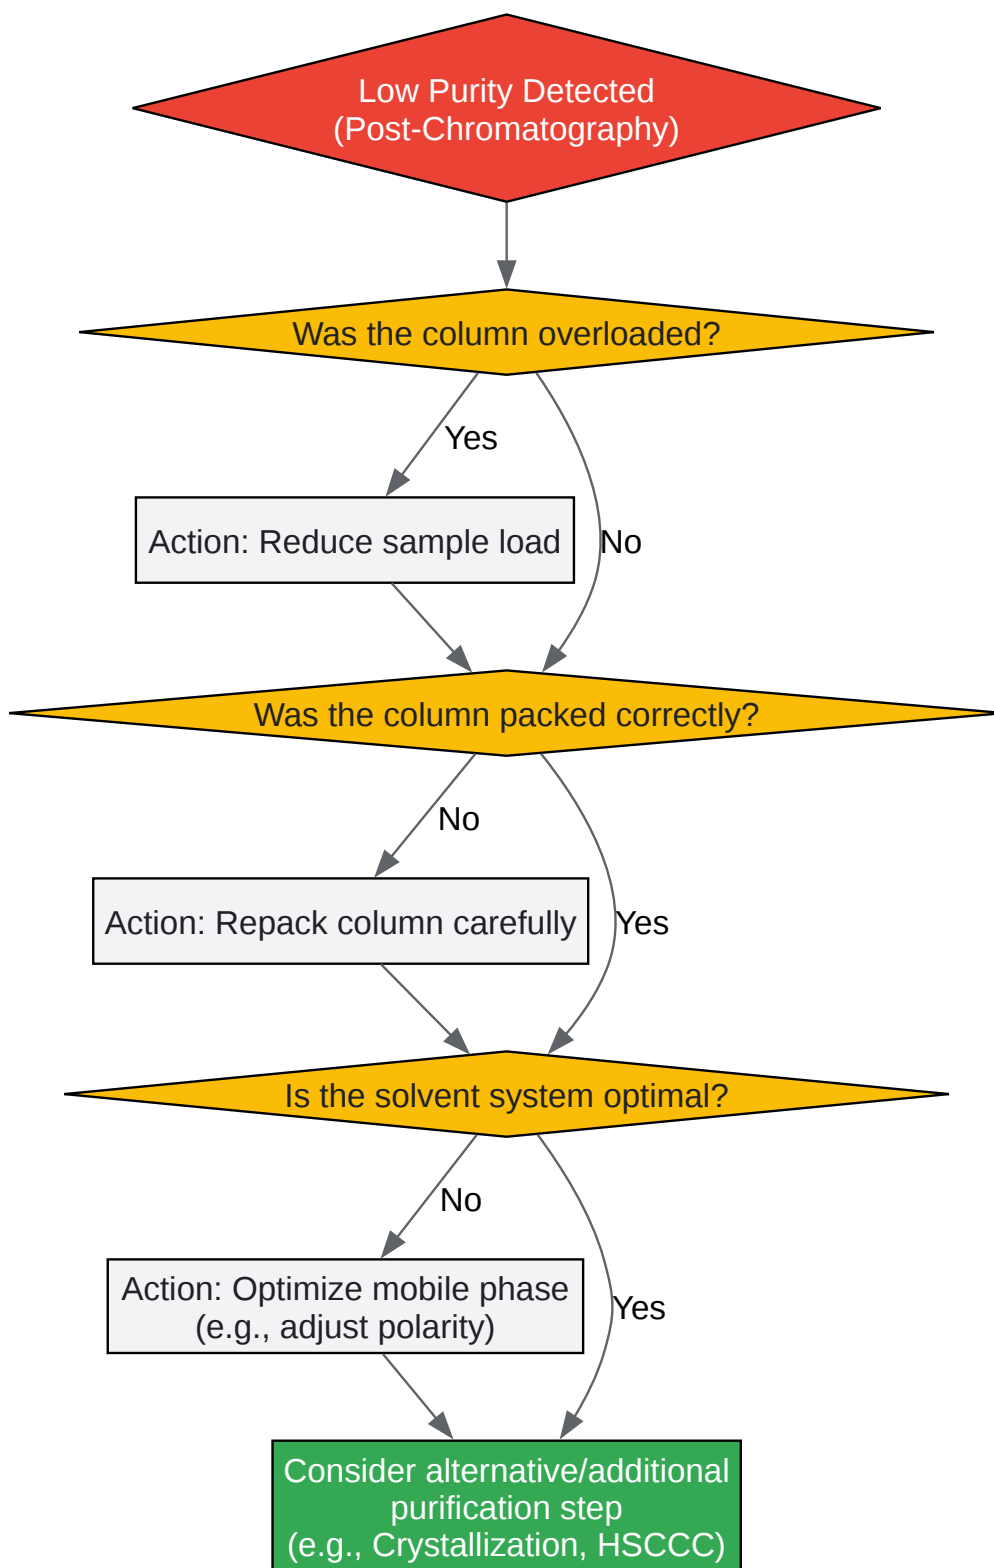 Low Purity Detected
(Post-Chromatography)
Was the column overloaded?
Yes
Action: Reduce sample load
No
Was the column packed correctly?
No
Action: Repack column carefully
Yes
Is the solvent system optimal?
No
Action: Optimize mobile phase
(e.g., adjust polarity)
Yes
Consider alternative/additional
purification step
(e.g., Crystallization, HSCCC)